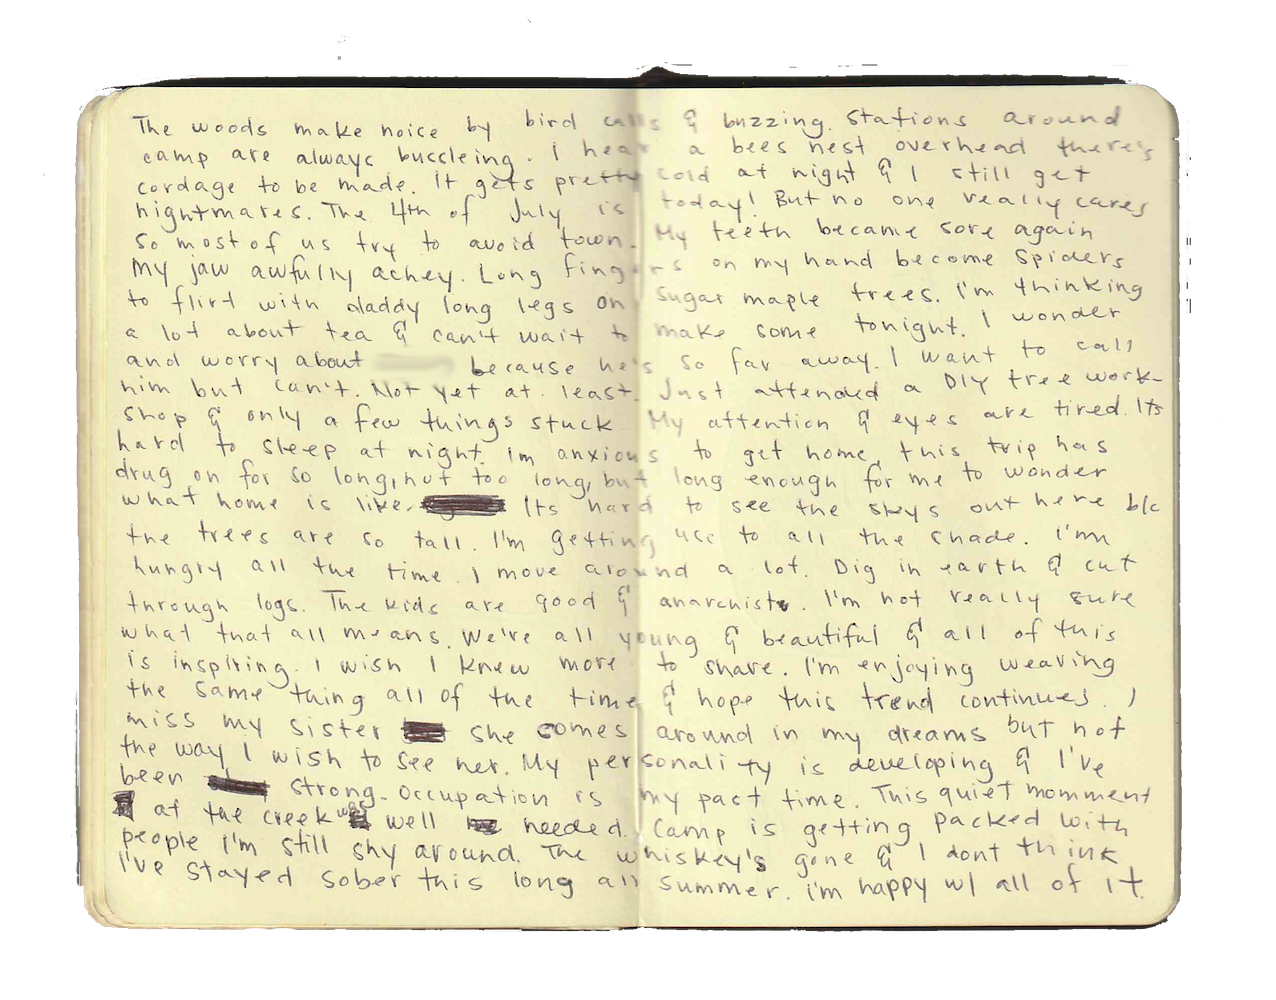 The woods make noise by bird calls & buzzing. Stations around
camp are always bussleing. I hear a bees nest overhead there's
cordage to be made. It gets pretty cold at night & I still get
nightmares. The 4th of July is today! But no one really cares
so most of us try to avoid town. My teeth became sore again
My jaw awfully achey. Long fingers on my hand become spiders
to flirt with daddy long legs on sugar maple trees. I'm thinking
a lot about tea & can't wait to make some tonight. I wonder
and worry about because he's so far away. I want to call
him but can't. Not yet at least. Just attended a DIY tree work-
shop & only a few things stuck. My attention & eyes are tired. Its
hard to sleep at night. im anxious to get home, this trip has
drug on for so long, not too long, but long enough for me to wonder
what home is like. Its hard to see the skys out here b/c
the trees are so tall. I'm getting use to all the shade. I'm
hungry all the time. I move around a lot. Dig in earth & cut
through logs. The kids are good & anarchists. I'm not really sure
what that all means. We're all young & beautiful & all of this
is inspiring. I wish I knew more to share. I'm enjoying weaving
the same thing all of the time & hope this trend continues. I
miss my sister she comes around in my dreams but not
the way I wish to see her. My personality is developing & I've
been strong. Occupation is my past time. This quiet momment
at the creek was well needed. Camp is getting packed with
people i'm still shy around. The whiskey's gone & I dont think
I've stayed sober this long all summer. i'm happy w/ all of it.